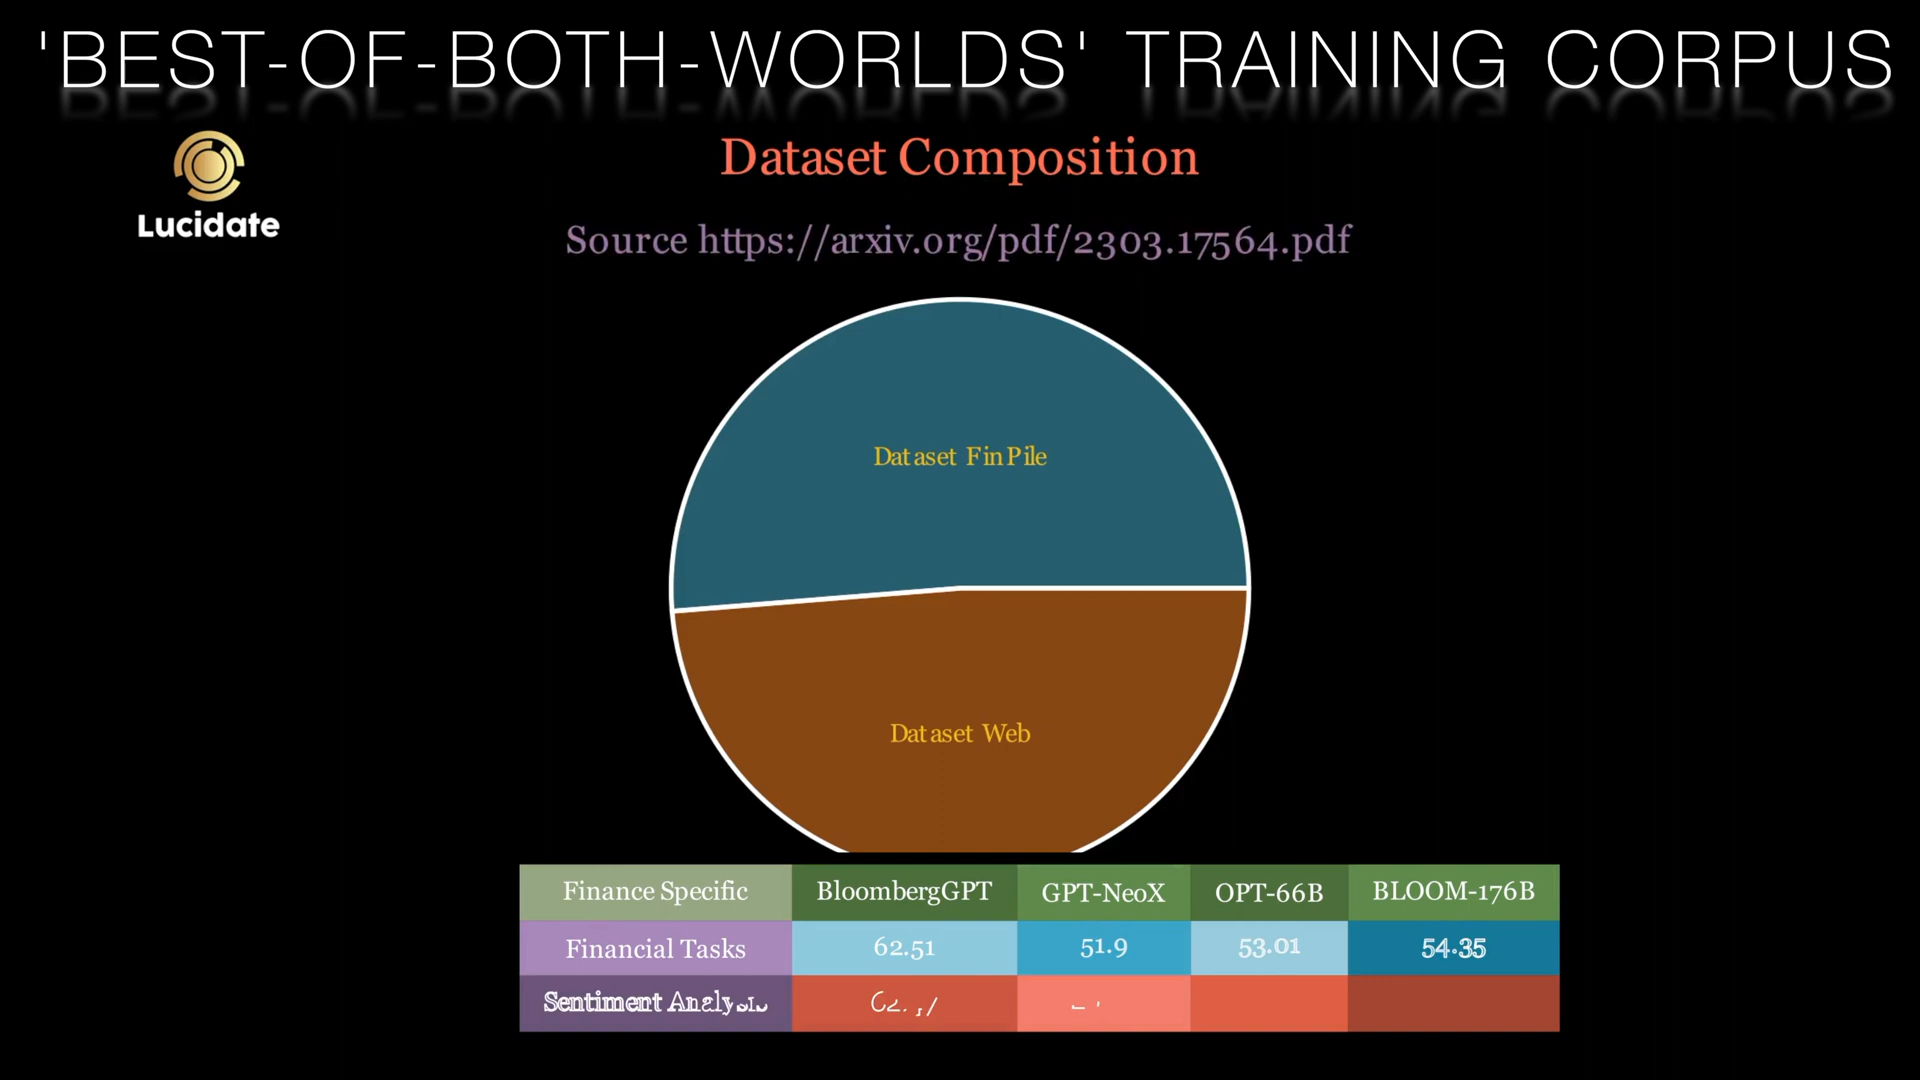 'BEST-OF-BOTH-WORLDS' TRAINING CORPUS
Lucidate
Dataset Composition
Source https://arxiv.org/pdf/2303.17564.pdf
Dataset FinPile
Dataset Web
Finance Specific BloombergGPT GPT-NeoX OPT-66B BLOOM-176B
Financial Tasks 62.51 51.9 53.01 54.35
Sentiment Analysis